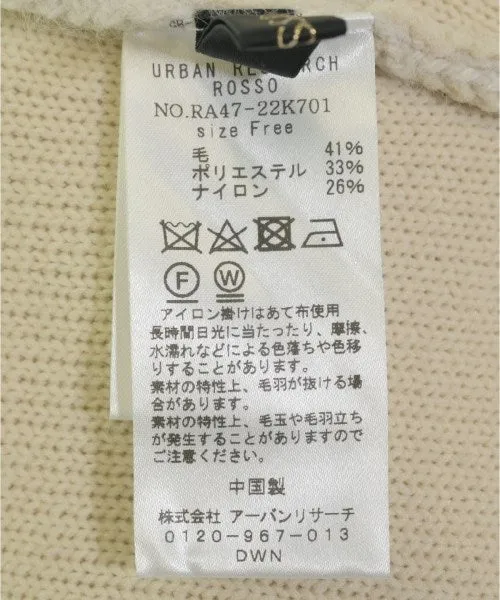 URBAN RESEARCH
ROSSO
NO.RA47-22K701
size Free
毛 41%
ポリエステル 33%
ナイロン 26%
F W
アイロン掛けはあて布使用
長時間日光に当たったり、摩擦、
水濡れなどによる色落ちや色移
りすることがあります。
素材の特性上、毛羽が抜ける場
合があります。
素材の特性上、毛玉や毛羽立ち
が発生することがありますので
ご注意ください。
中国製
株式会社 アーバンリサーチ
0120-967-013
DWN